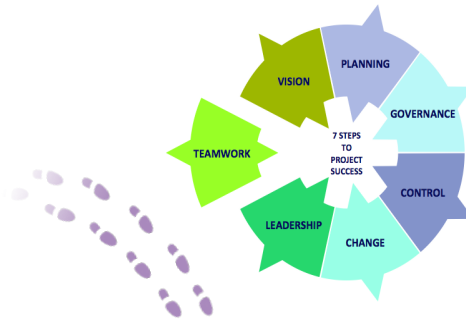 VISION
PLANNING
GOVERNANCE
CONTROL
CHANGE
LEADERSHIP
TEAMWORK
7 STEPS
TO
PROJECT
SUCCESS